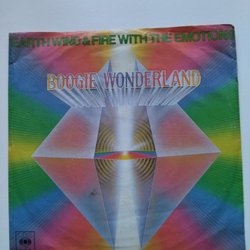 EARTH WIND & FIRE WITH THE EMOTIONS
BOOGIE WONDERLAND
CBS